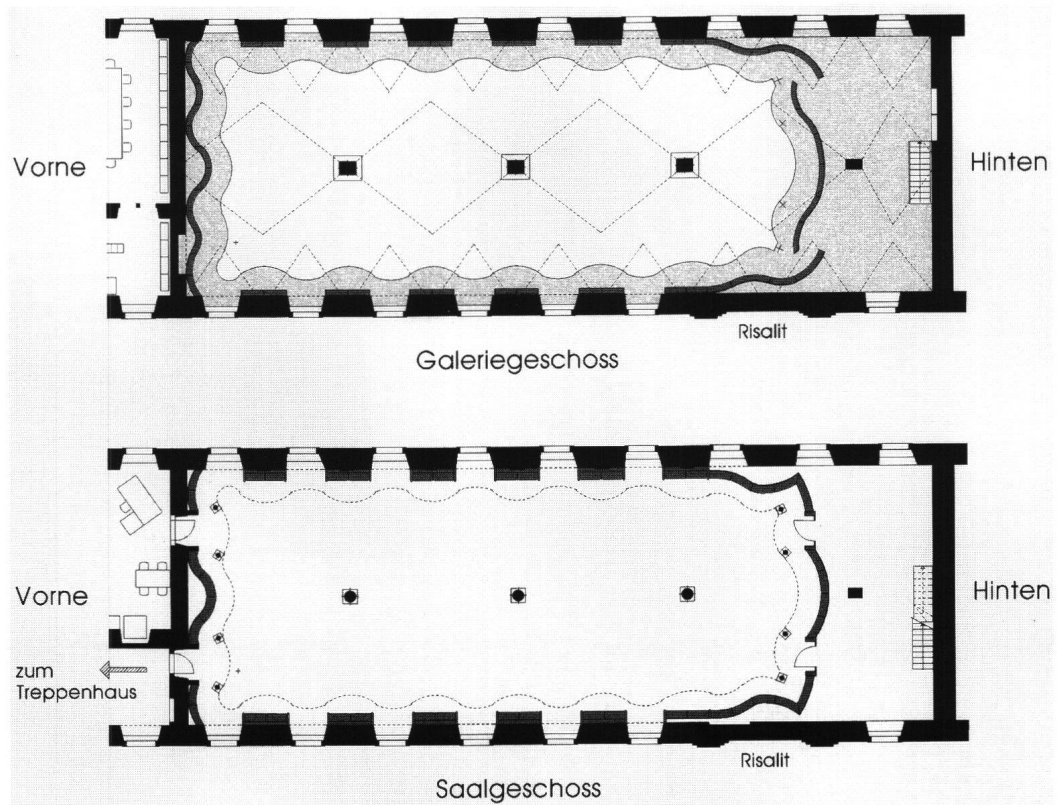 Vorne
Hinten
Risalit
Galeriegeschoss
Vorne
Hinten
zum
Treppenhaus
Risalit
Saalgeschoss